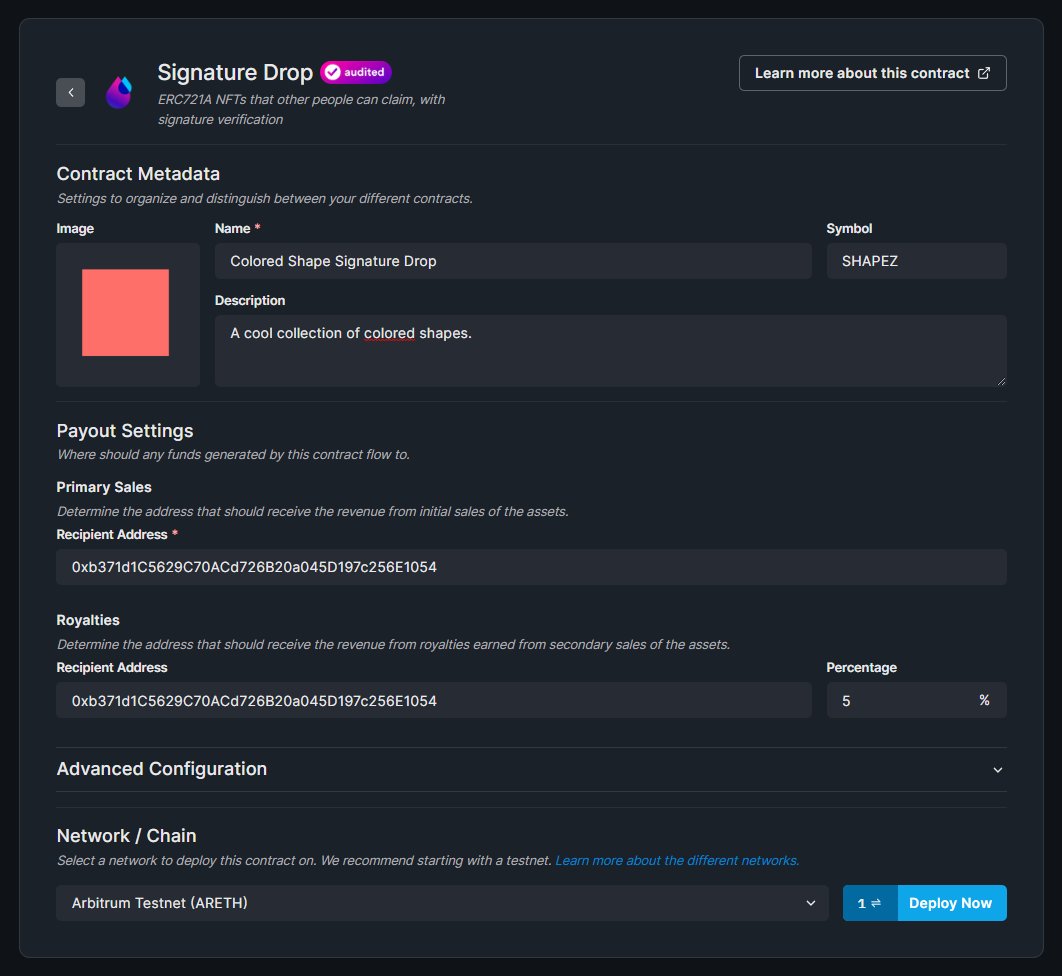 Signature Drop
audited
ERC721A NFTs that other people can claim, with
signature verification
Learn more about this contract
Contract Metadata
Settings to organize and distinguish between your different contracts.
Image
Name *
Symbol
Colored Shape Signature Drop
SHAPEZ
Description
A cool collection of colored shapes.
Payout Settings
Where should any funds generated by this contract flow to.
Primary Sales
Determine the address that should receive the revenue from initial sales of the assets.
Recipient Address *
0xb371d1C5629C70ACd726B20a045D197c256E1054
Royalties
Determine the address that should receive the revenue from royalties earned from secondary sales of the assets.
Recipient Address
Percentage
0xb371d1C5629C70ACd726B20a045D197c256E1054
5 %
Advanced Configuration
Network / Chain
Select a network to deploy this contract on. We recommend starting with a testnet. Learn more about the different networks.
Arbitrum Testnet (ARETH)
1 ⇌
Deploy Now